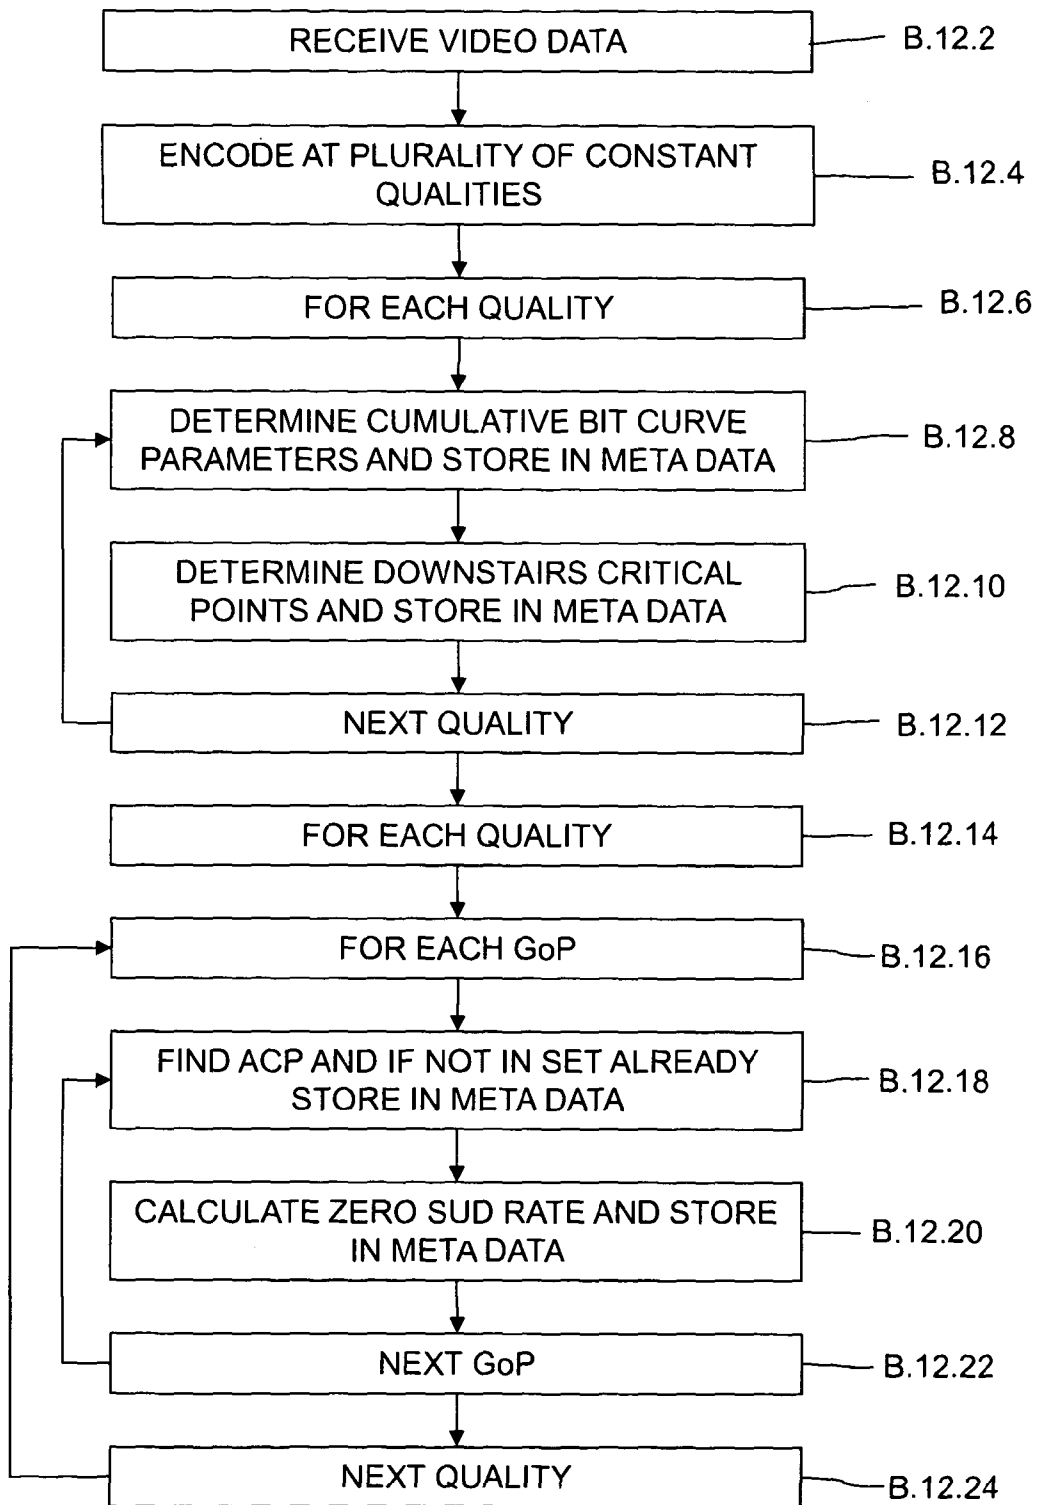 RECEIVE VIDEO DATA
B.12.2
ENCODE AT PLURALITY OF CONSTANT
QUALITIES
B.12.4
FOR EACH QUALITY
B.12.6
DETERMINE CUMULATIVE BIT CURVE
PARAMETERS AND STORE IN META DATA
B.12.8
DETERMINE DOWNSTAIRS CRITICAL
POINTS AND STORE IN META DATA
B.12.10
NEXT QUALITY
B.12.12
FOR EACH QUALITY
B.12.14
FOR EACH GoP
B.12.16
FIND ACP AND IF NOT IN SET ALREADY
STORE IN META DATA
B.12.18
CALCULATE ZERO SUD RATE AND STORE
IN META DATA
B.12.20
NEXT GoP
B.12.22
NEXT QUALITY
B.12.24